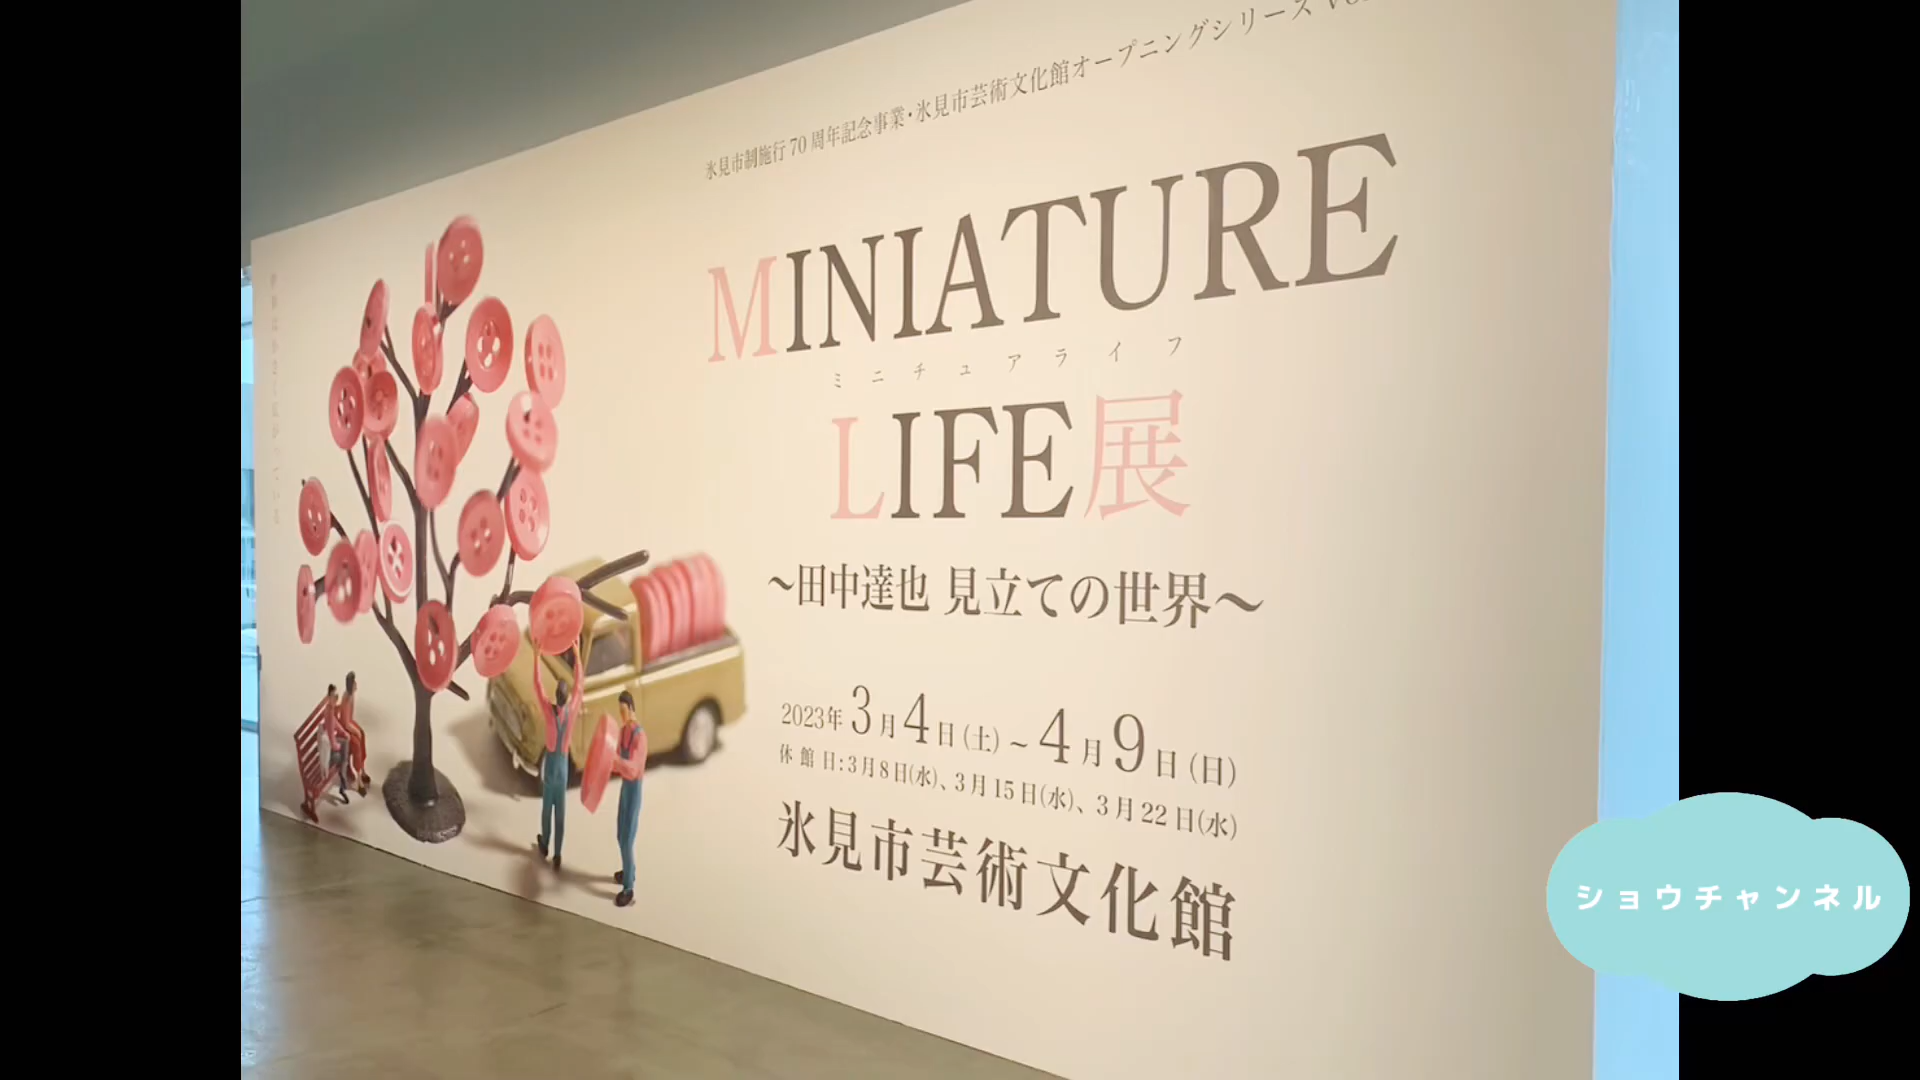 氷見市制施行70周年記念事業・氷見市芸術文化館オープニングシリーズ
MINIATURE
ミニチュアライフ
LIFE展
～田中達也 見立ての世界～
2023年3月4日(土)～4月9日(日)
休館日:3月8日(水)、3月15日(水)、3月22日(水)
氷見市芸術文化館
ショウチャンネル